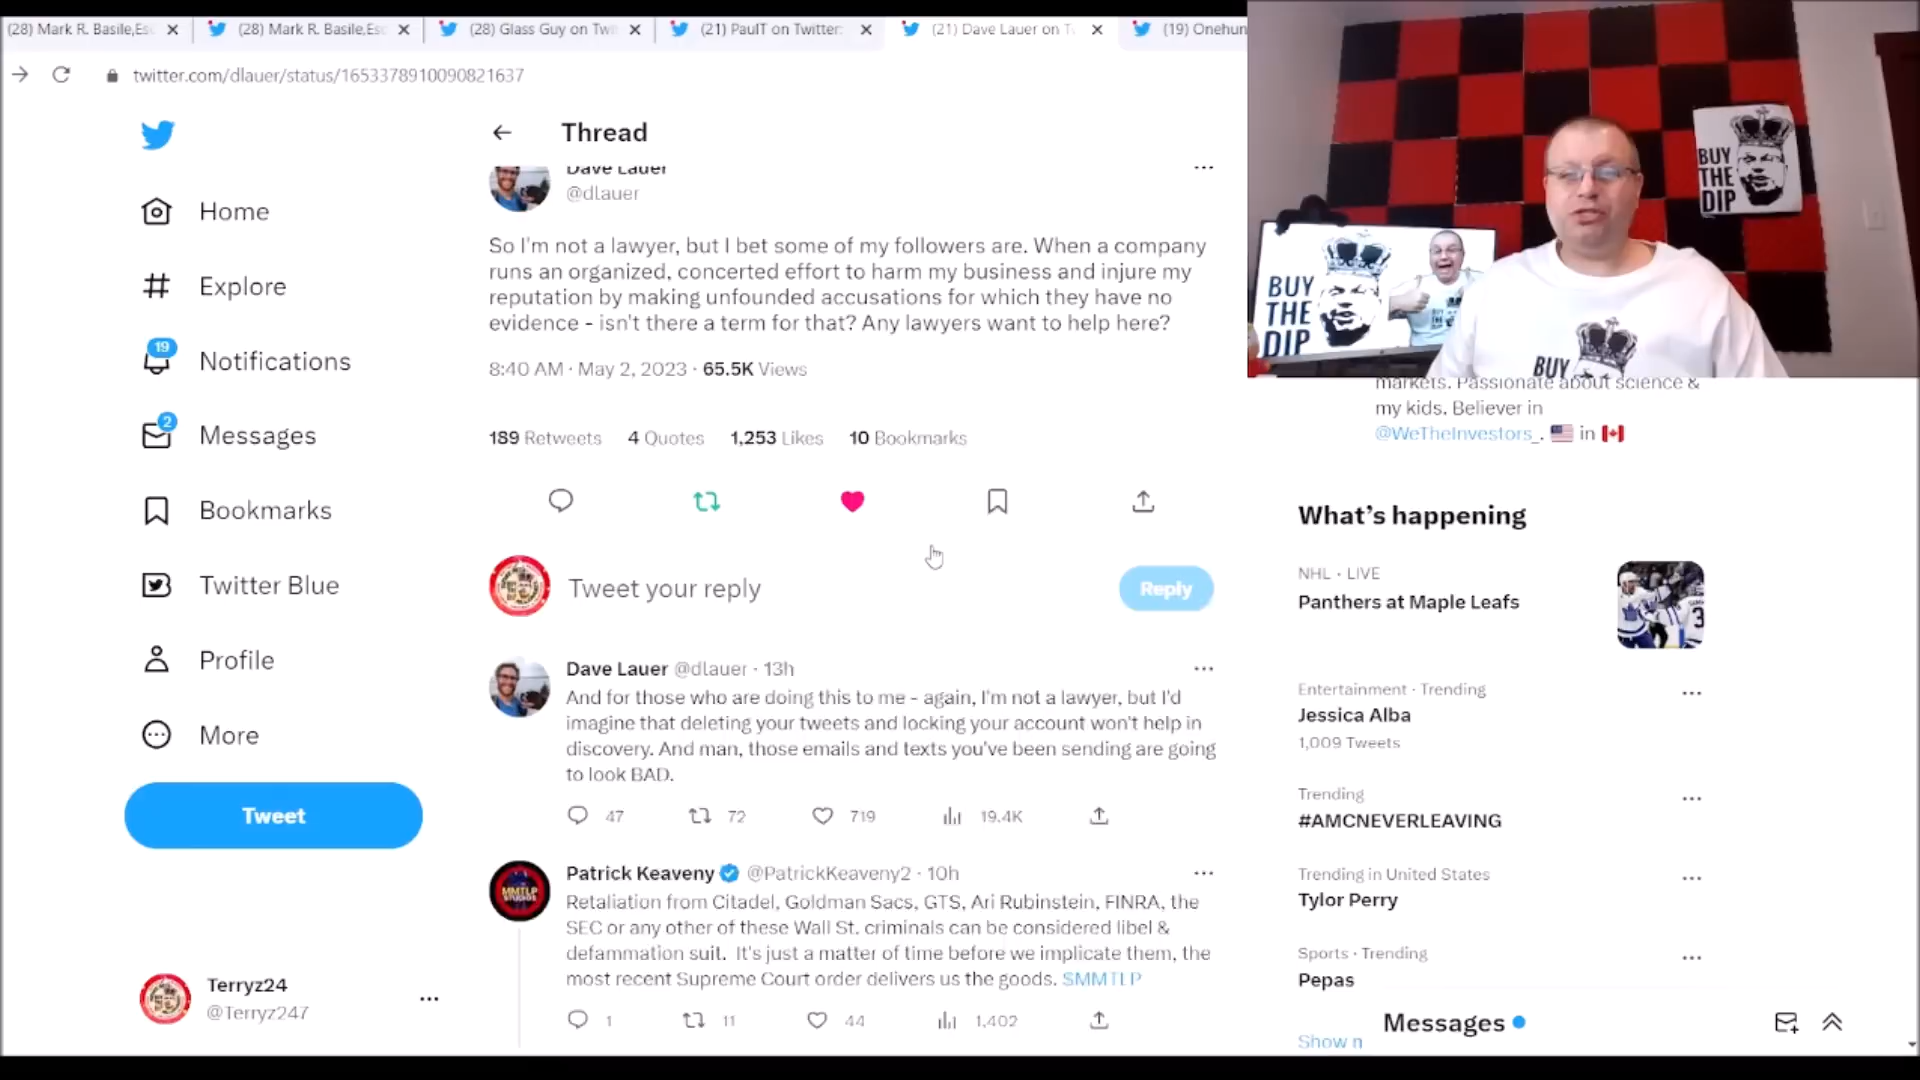 (28) Mark R. Basile,Esc
(28) Mark R. Basile,Esc
(28) Glass Guy on Twi
(21) PaulT on Twitter:
(21) Dave Lauer on T
(19) Onehun
twitter.com/dlauer/status/1653378910090821637
Home
Explore
19
Notifications
2
Messages
Bookmarks
Twitter Blue
Profile
More
Tweet
Terryz24
@Terryz247
Thread
Dave Lauer
@dlauer
So I'm not a lawyer, but I bet some of my followers are. When a company
runs an organized, concerted effort to harm my business and injure my
reputation by making unfounded accusations for which they have no
evidence - isn't there a term for that? Any lawyers want to help here?
8:40 AM · May 2, 2023 · 65.5K Views
189 Retweets 4 Quotes 1,253 Likes 10 Bookmarks
Tweet your reply
Reply
Dave Lauer @dlauer · 13h
And for those who are doing this to me - again, I'm not a lawyer, but I'd
imagine that deleting your tweets and locking your account won't help in
discovery. And man, those emails and texts you've been sending are going
to look BAD.
47 72 719 19.4K
MMTLP
Patrick Keaveny @PatrickKeaveny2 · 10h
Retaliation from Citadel, Goldman Sacs, GTS, Ari Rubinstein, FINRA, the
SEC or any other of these Wall St. criminals can be considered libel &
defammation suit. It's just a matter of time before we implicate them, the
most recent Supreme Court order delivers us the goods. $MMTLP
1 11 44 1,402
BUY
THE
DIP
BUY
THE
DIP
BUY
markets. Passionate about science &
my kids. Believer in
@WeTheInvestors_. in
What's happening
NHL · LIVE
Panthers at Maple Leafs
Entertainment · Trending
Jessica Alba
1,009 Tweets
Trending
#AMCNEVERLEAVING
Trending in United States
Tylor Perry
Sports · Trending
Pepas
Show n
Messages